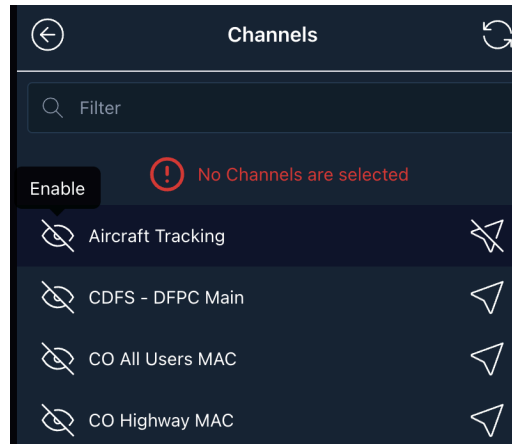 Channels
Filter
No Channels are selected
Enable
Aircraft Tracking
CDFS - DFPC Main
CO All Users MAC
CO Highway MAC